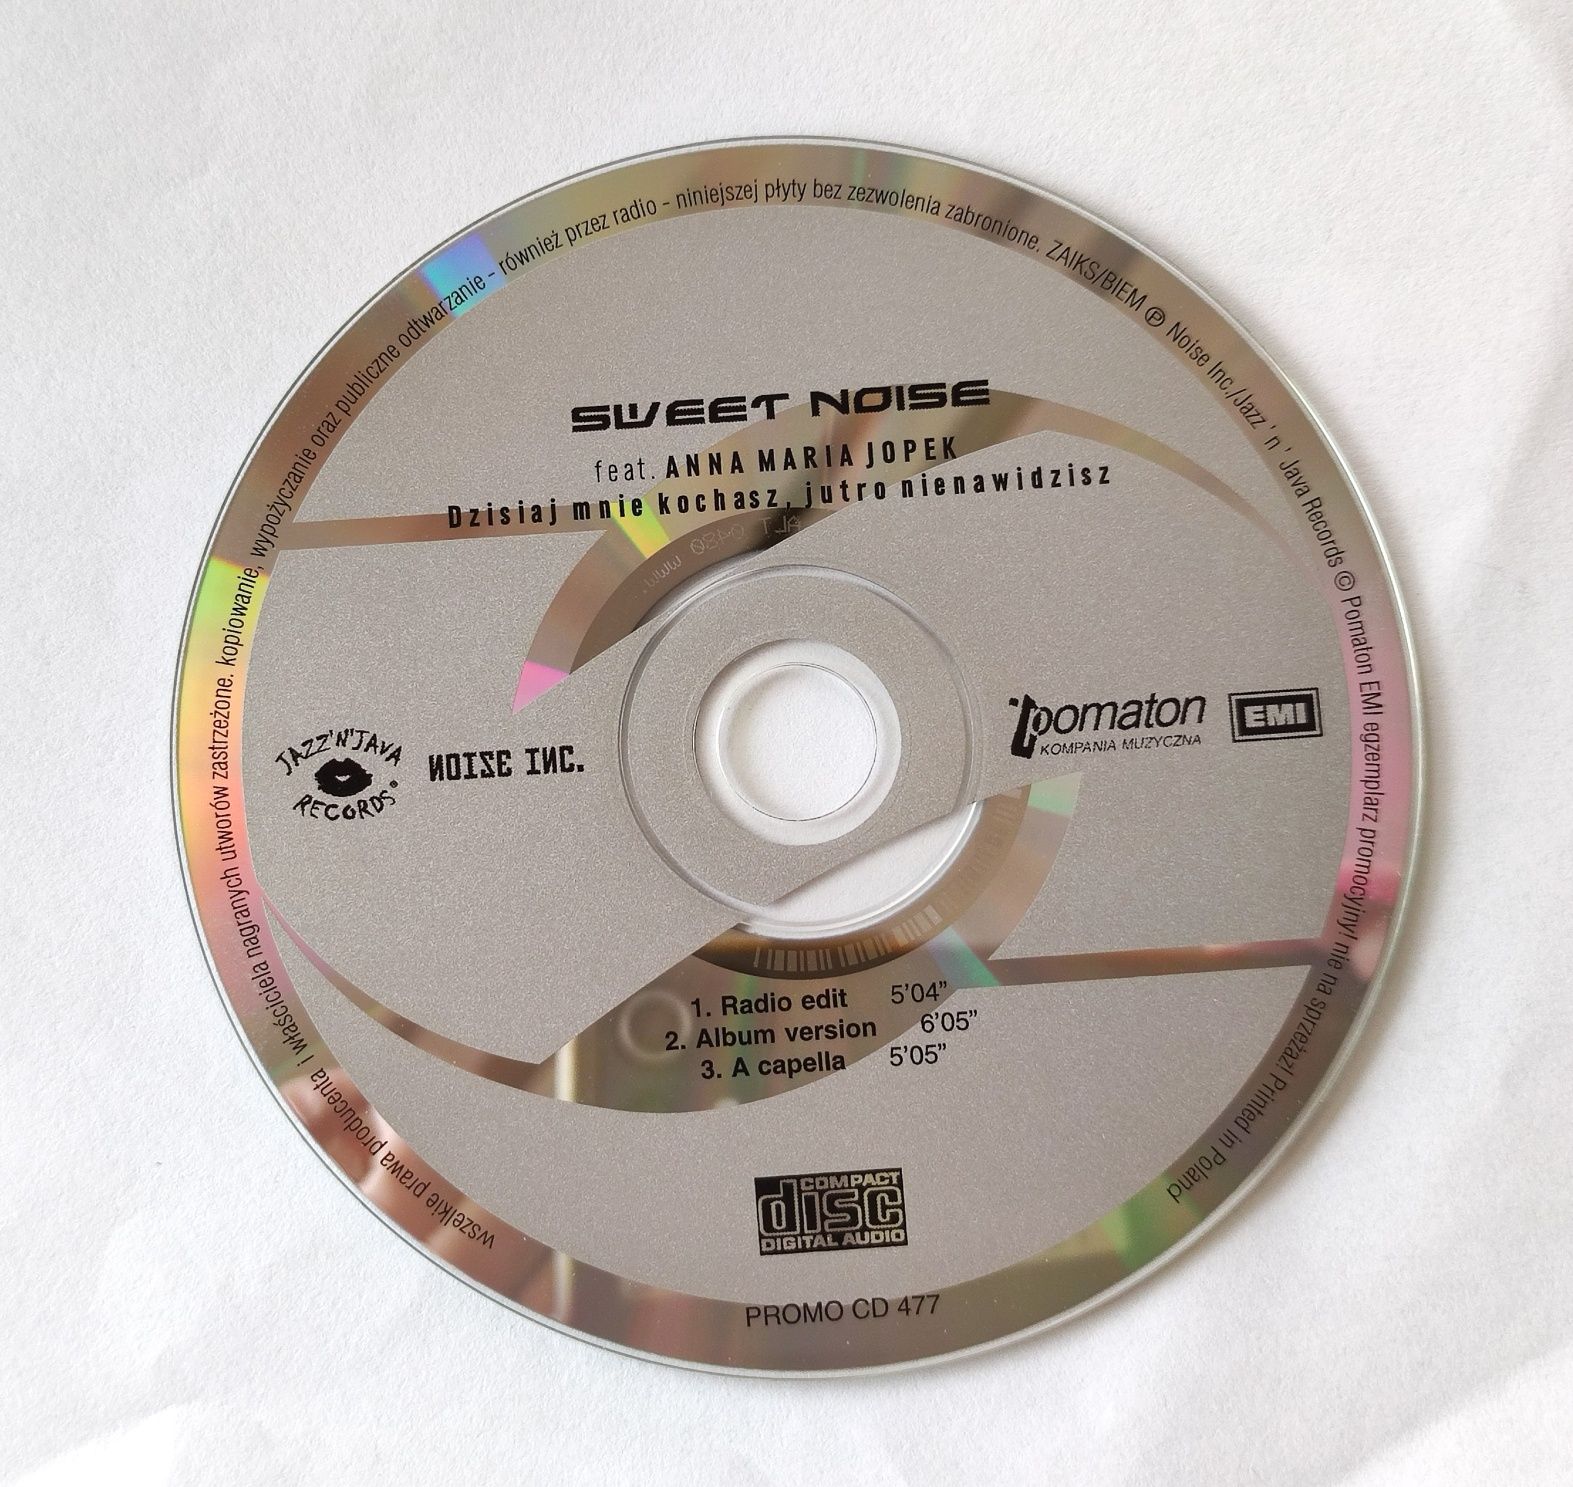 SWEET NOISE
feat. ANNA MARIA JOPEK
Dzisiaj mnie kochasz, jutro nienawidzisz
JAZZ'N'JAVA
RECORDS
NOISE INC.
pomaton
KOMPANIA MUZYCZNA
EMI
1. Radio edit 5'04"
2. Album version 6'05"
3. A capella 5'05"
COMPACT
disc
DIGITAL AUDIO
PROMO CD 477
wszelkie prawa producenta i właściciela nagranych utworów zastrzeżone. kopiowanie, wypożyczanie oraz publiczne odtwarzanie - również przez radio - niniejszej płyty bez zezwolenia zabronione. ZAIKS/BIEM ℗ Noise Inc./Jazz ' n ' Java Records © Pomaton EMI egzemplarz promocyjny! nie na sprzeżaż! Printed in Poland